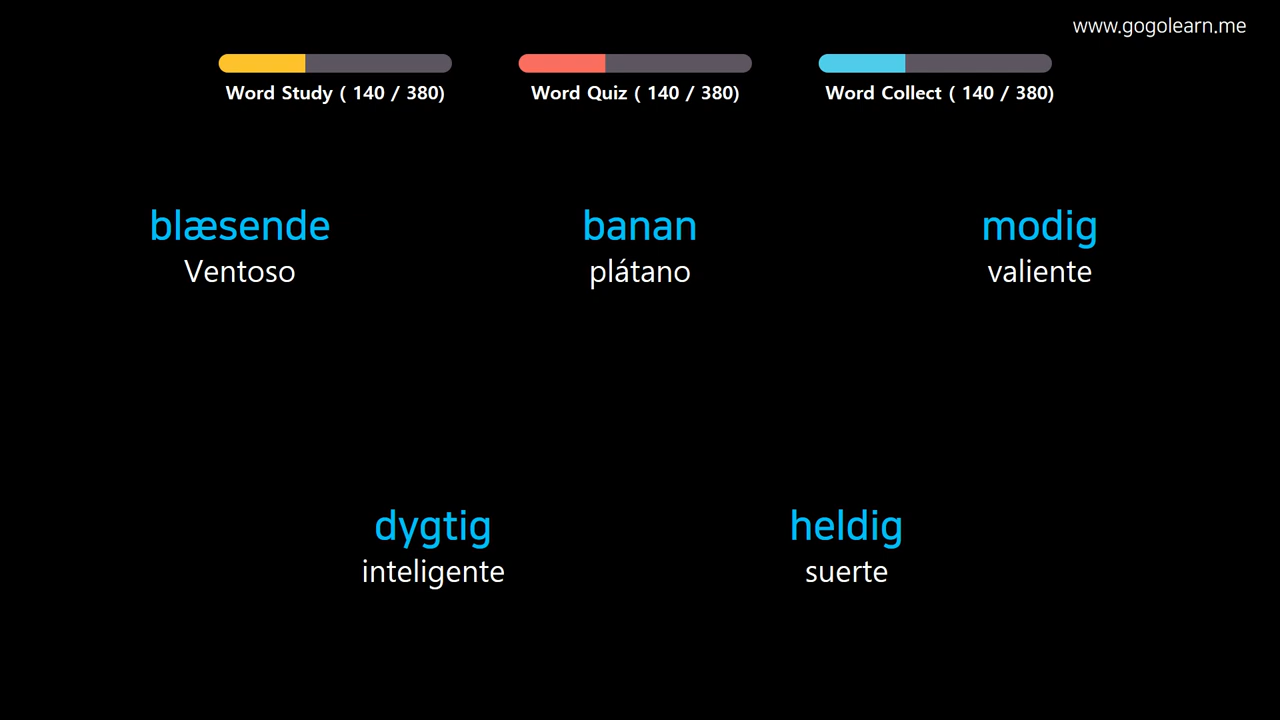 www.gogolearn.me
Word Study ( 140 / 380)
Word Quiz ( 140 / 380)
Word Collect ( 140 / 380)
blæsende
Ventoso
banan
plátano
modig
valiente
dygtig
inteligente
heldig
suerte